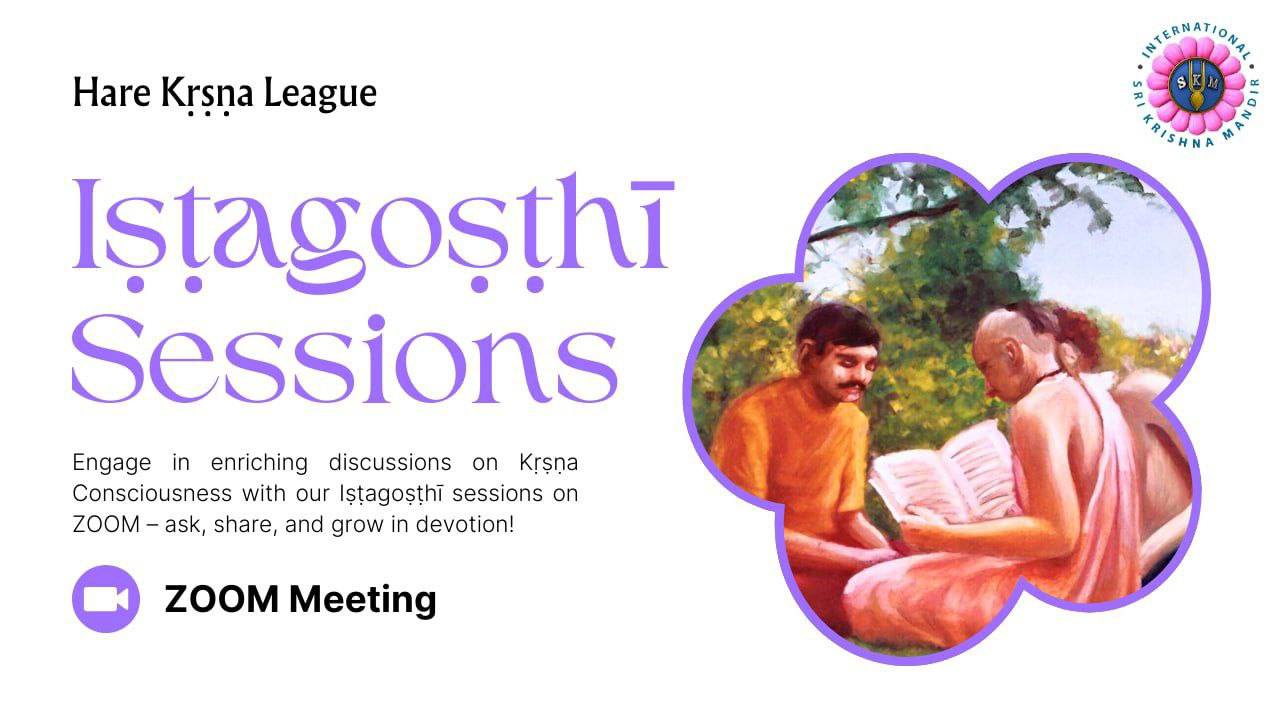 Hare Kṛṣṇa League
INTERNATIONAL
SRI KRISHNA MANDIR
SKM
Iṣṭagoṣṭhī
Sessions
Engage in enriching discussions on Kṛṣṇa
Consciousness with our Iṣṭagoṣṭhī sessions on
ZOOM – ask, share, and grow in devotion!
ZOOM Meeting